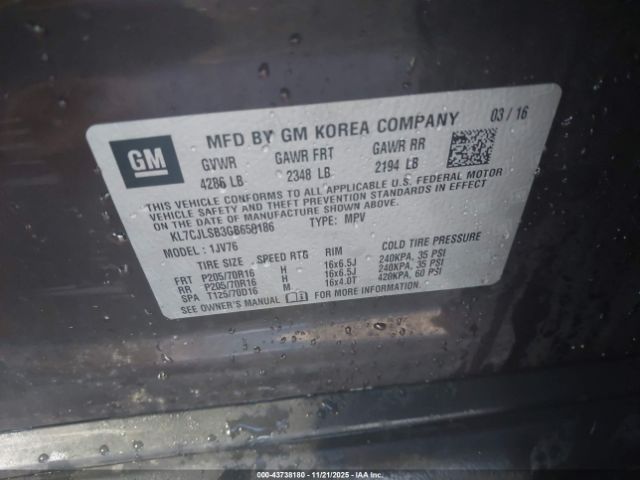 GM
MFD BY GM KOREA COMPANY 03 / 16
GVWR GAWR FRT GAWR RR
4286 LB 2348 LB 2194 LB
THIS VEHICLE CONFORMS TO ALL APPLICABLE U.S. FEDERAL MOTOR
VEHICLE SAFETY AND THEFT PREVENTION STANDARDS IN EFFECT
ON THE DATE OF MANUFACTURE SHOWN ABOVE.
KL7CJLSB3GB650186 TYPE: MPV
MODEL: 1JV76
TIRE SIZE SPEED RTG RIM COLD TIRE PRESSURE
FRT P205/70R16 H 16x6.5J 240KPA, 35 PSI
RR P205/70R16 H 16x6.5J 240KPA, 35 PSI
SPA T125/70D16 M 16x4.0T 420KPA, 60 PSI
SEE OWNER'S MANUAL FOR MORE INFORMATION
000-43738180 - 11/21/2025 - IAA Inc.